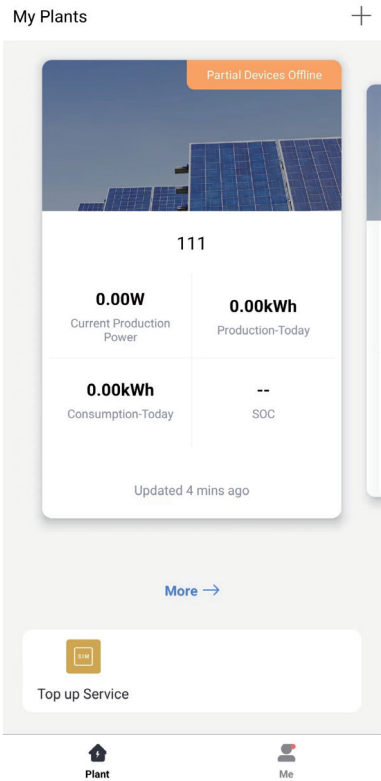 My Plants
Partial Devices Offline
111
0.00W
Current Production
Power
0.00kWh
Production-Today
0.00kWh
Consumption-Today
--
SOC
Updated 4 mins ago
More →
SIM
Top up Service
Plant
Me